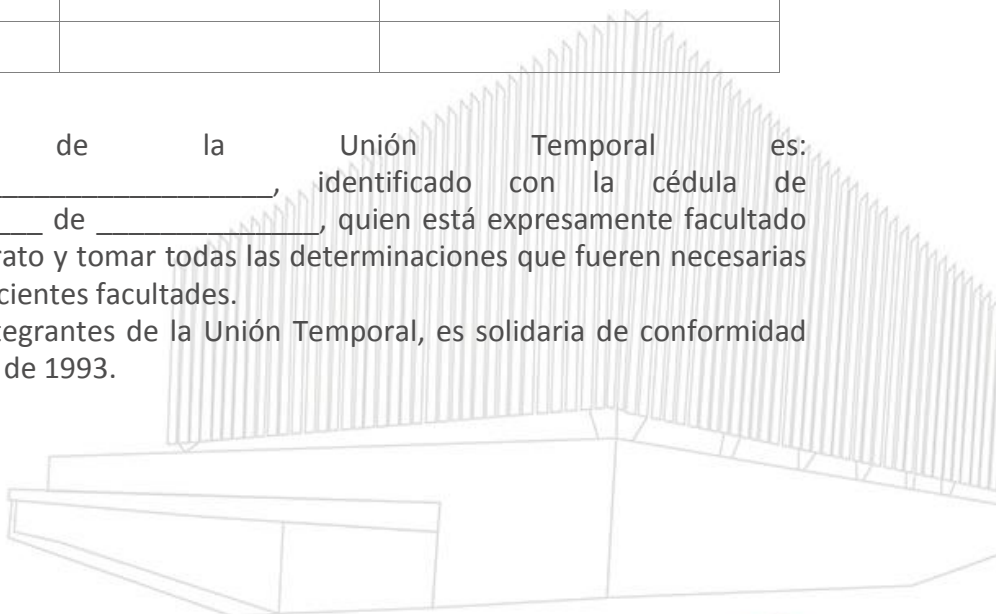 de la Unión Temporal es:
_________________, identificado con la cédula de
___ de ______________, quien está expresamente facultado
rato y tomar todas las determinaciones que fueren necesarias
cientes facultades.
tegrantes de la Unión Temporal, es solidaria de conformidad
de 1993.